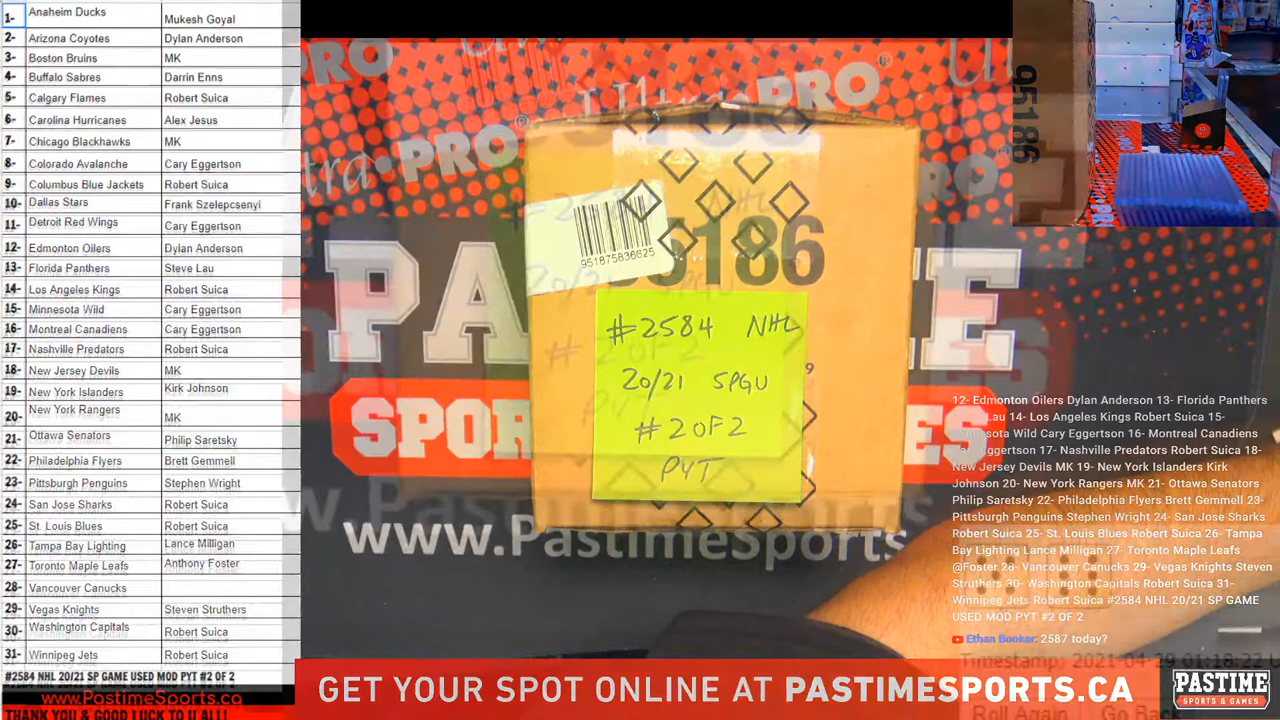 1- Anaheim Ducks Mukesh Goyal
2- Arizona Coyotes Dylan Anderson
3- Boston Bruins MK
4- Buffalo Sabres Darrin Enns
5- Calgary Flames Robert Suica
6- Carolina Hurricanes Alex Jesus
7- Chicago Blackhawks MK
8- Colorado Avalanche Cary Eggertson
9- Columbus Blue Jackets Robert Suica
10- Dallas Stars Frank Szelepcsenyi
11- Detroit Red Wings Cary Eggertson
12- Edmonton Oilers Dylan Anderson
13- Florida Panthers Steve Lau
14- Los Angeles Kings Robert Suica
15- Minnesota Wild Cary Eggertson
16- Montreal Canadiens Cary Eggertson
17- Nashville Predators Robert Suica
18- New Jersey Devils MK
19- New York Islanders Kirk Johnson
20- New York Rangers MK
21- Ottawa Senators Philip Saretsky
22- Philadelphia Flyers Brett Gemmell
23- Pittsburgh Penguins Stephen Wright
24- San Jose Sharks Robert Suica
25- St. Louis Blues Robert Suica
26- Tampa Bay Lighting Lance Milligan
27- Toronto Maple Leafs Anthony Foster
28- Vancouver Canucks
29- Vegas Knights Steven Struthers
30- Washington Capitals Robert Suica
31- Winnipeg Jets Robert Suica
#2584 NHL 20/21 SP GAME USED MOD PYT #2 OF 2
www.PastimeSports.ca
THANK YOU & GOOD LUCK TO U ALL!
Ultra PRO®
PRO
951875836625
5186
#2584 NHL
20/21 SPGU
#2 OF 2
PYT
www.PastimeSports
95186
12- Edmonton Oilers Dylan Anderson 13- Florida Panthers
Lau 14- Los Angeles Kings Robert Suica 15-
Wild Cary Eggertson 16- Montreal Canadiens
Eggertson 17- Nashville Predators Robert Suica 18-
New Jersey Devils MK 19- New York Islanders Kirk
Johnson 20- New York Rangers MK 21- Ottawa Senators
Philip Saretsky 22- Philadelphia Flyers Brett Gemmell 23-
Pittsburgh Penguins Stephen Wright 24- San Jose Sharks
Robert Suica 25- St. Louis Blues Robert Suica 26- Tampa
Bay Lighting Lance Milligan 27- Toronto Maple Leafs
@Foster 28- Vancouver Canucks 29- Vegas Knights Steven
Struthers 30- Washington Capitals Robert Suica 31-
Winnipeg Jets Robert Suica #2584 NHL 20/21 SP GAME
USED MOD PYT #2 OF 2
Ethan Booker 2587 today?
Timestamp: 2021-04-29 01:18:22
Roll Again Go Back
GET YOUR SPOT ONLINE AT PASTIMESPORTS.CA
PASTIME
SPORTS & GAMES